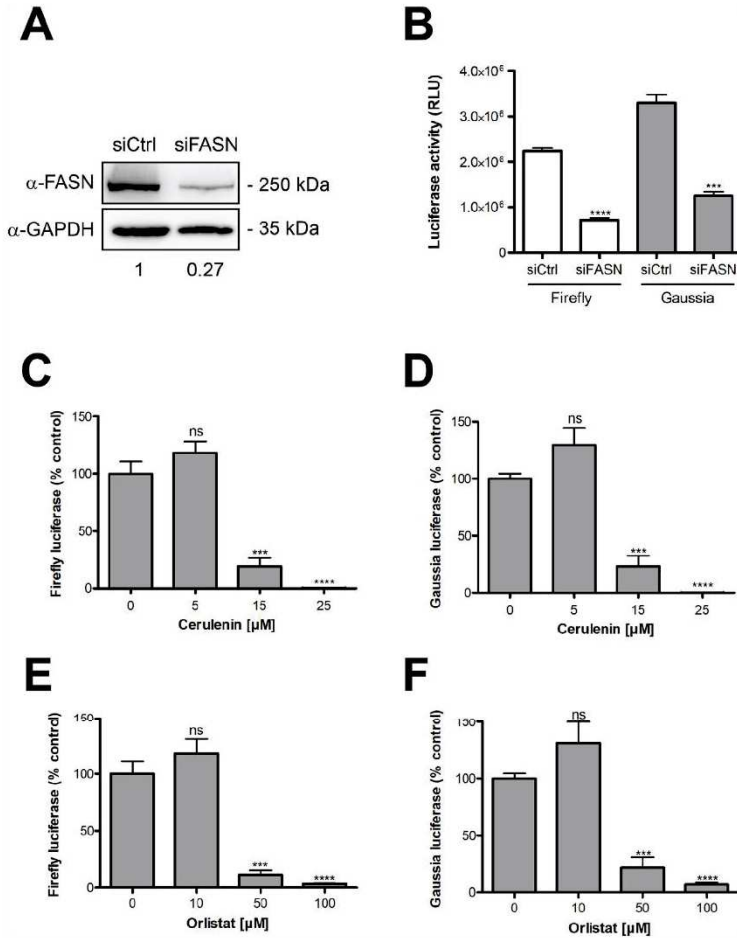 A
siCtrl siFASN
α-FASN - 250 kDa
α-GAPDH - 35 kDa
1 0.27
B
Luciferase activity (RLU)
4.0×10⁶
3.0×10⁶
2.0×10⁶
1.0×10⁶
0
****
***
siCtrl siFASN siCtrl siFASN
Firefly Gaussia
C
Firefly luciferase (% control)
150
100
50
0
ns
***
****
0 5 15 25
Cerulenin [µM]
D
Gaussia luciferase (% control)
150
100
50
0
ns
***
****
0 5 15 25
Cerulenin [µM]
E
Firefly luciferase (% control)
150
100
50
0
ns
***
****
0 10 50 100
Orlistat [µM]
F
Gaussia luciferase (% control)
150
100
50
0
ns
***
****
0 10 50 100
Orlistat [µM]